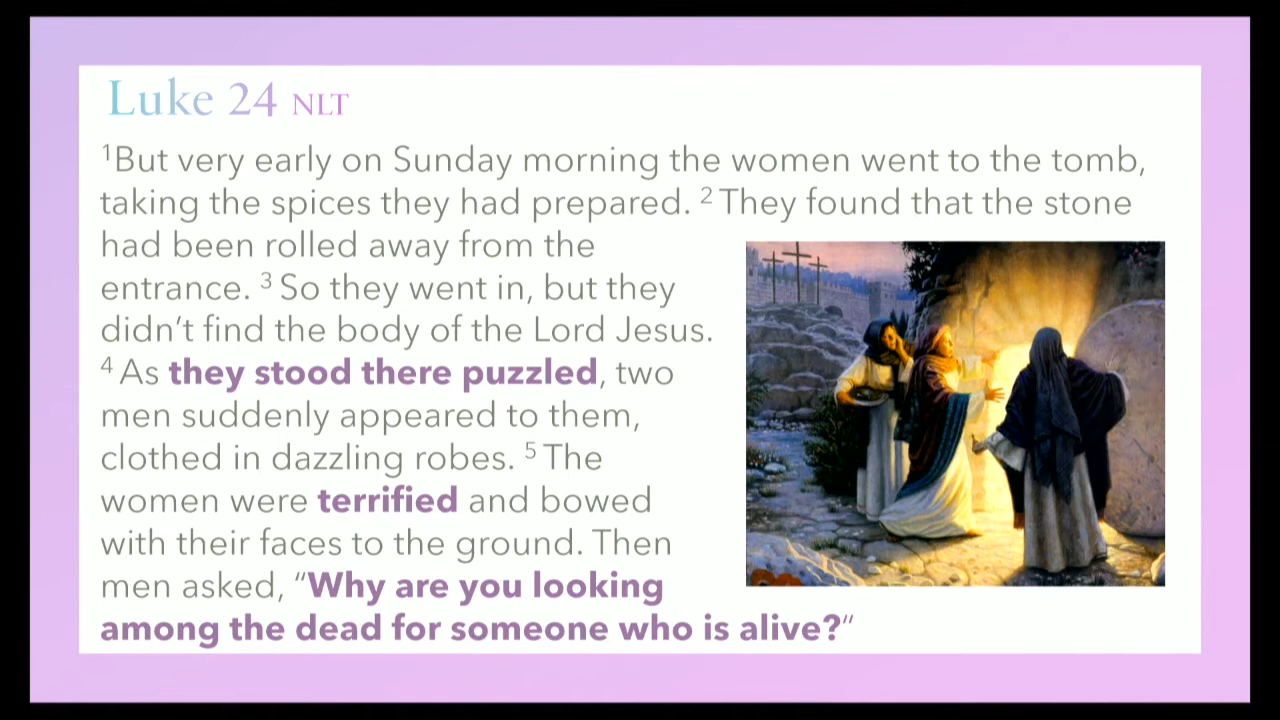 Luke 24 NLT
¹But very early on Sunday morning the women went to the tomb,
taking the spices they had prepared. ² They found that the stone
had been rolled away from the
entrance. ³ So they went in, but they
didn’t find the body of the Lord Jesus.
⁴ As they stood there puzzled, two
men suddenly appeared to them,
clothed in dazzling robes. ⁵ The
women were terrified and bowed
with their faces to the ground. Then
men asked, “Why are you looking
among the dead for someone who is alive?“